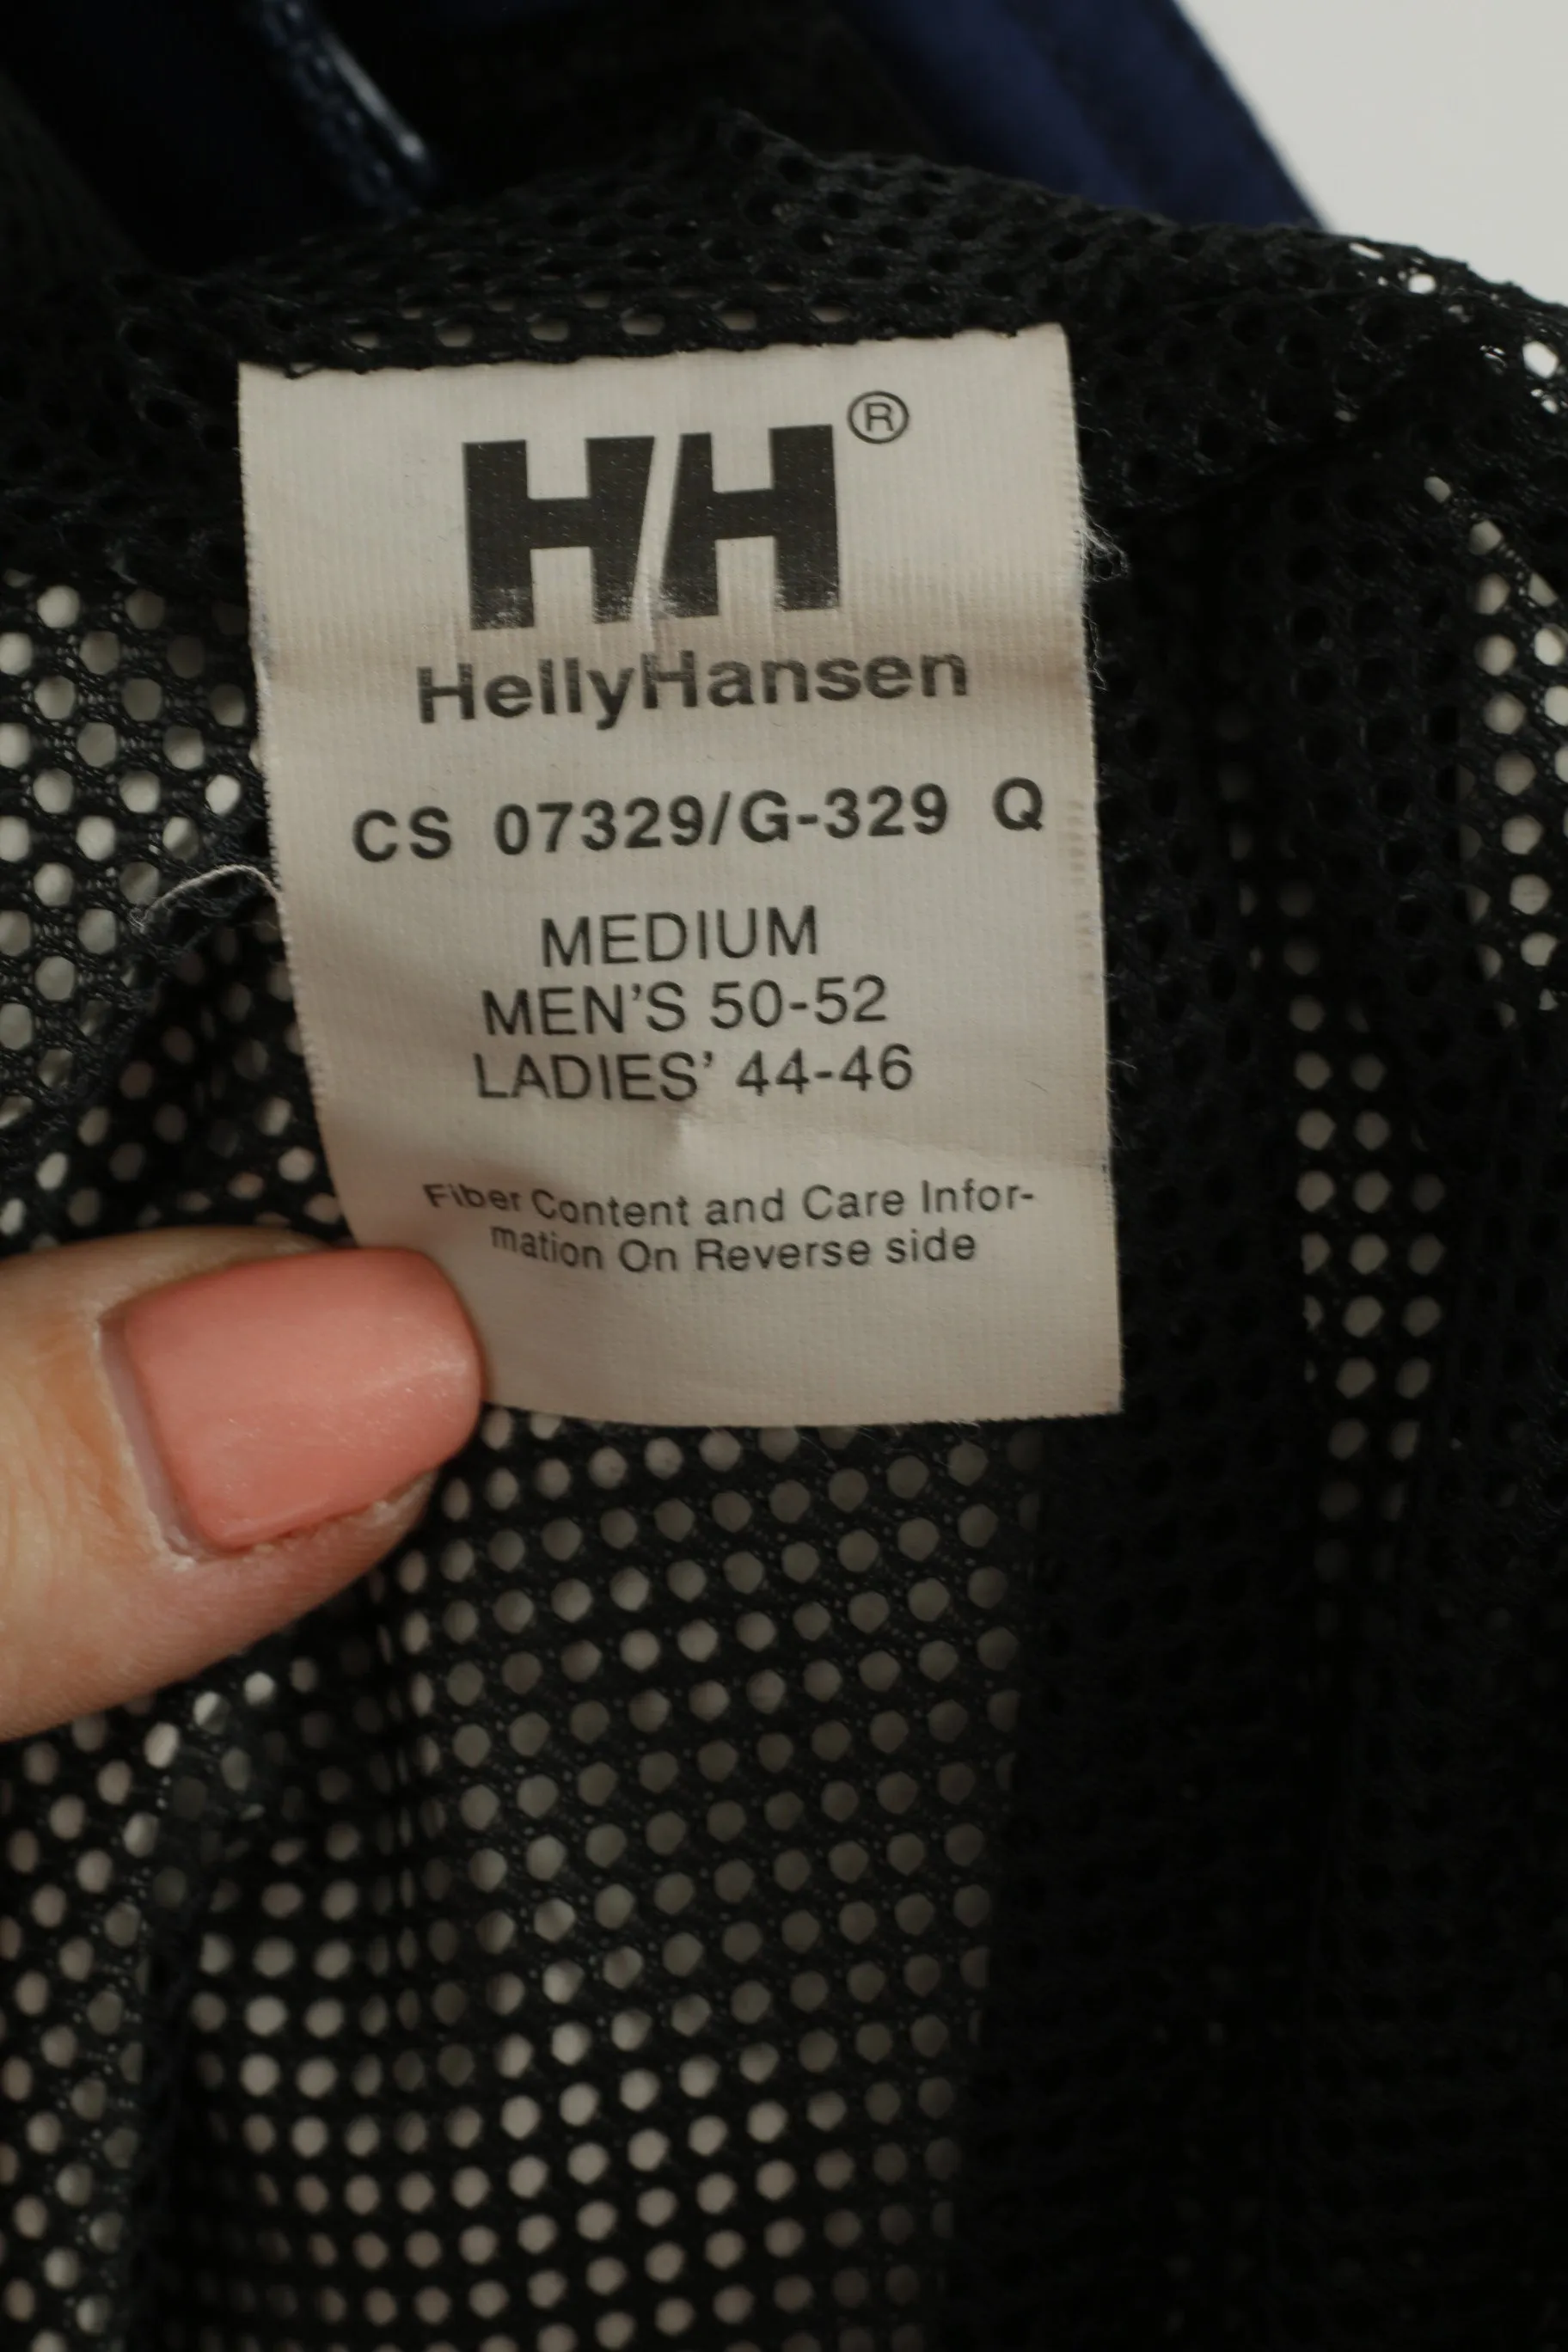 HH®
HellyHansen
CS 07329/G-329 Q
MEDIUM
MEN'S 50-52
LADIES' 44-46
Fiber Content and Care Infor-
mation On Reverse side